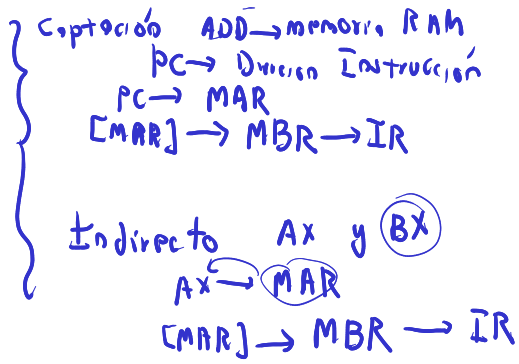 Captación ADD → memoria RAM
PC → Dirección Instrucción
PC → MAR
[MAR] → MBR → IR
Indirecto AX y BX
AX → MAR
[MAR] → MBR → IR